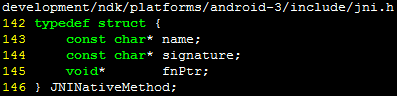 development/ndk/platforms/android-3/include/jni.h
142 typedef struct {
143     const char* name;
144     const char* signature;
145     void*       fnPtr;
146 } JNINativeMethod;